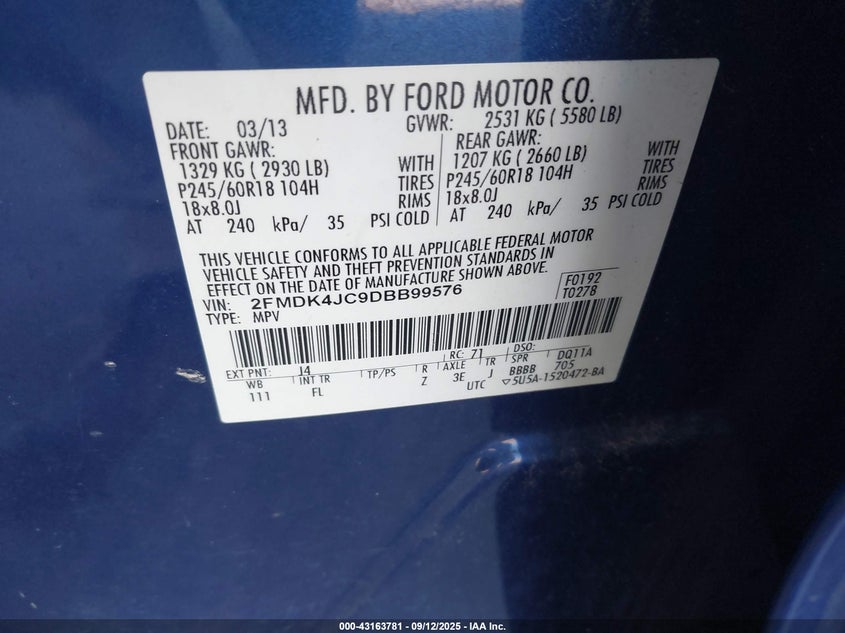 MFD. BY FORD MOTOR CO.
DATE: 03/13 GVWR: 2531 KG ( 5580 LB)
FRONT GAWR: REAR GAWR:
1329 KG ( 2930 LB) WITH 1207 KG ( 2660 LB) WITH
P245/60R18 104H TIRES P245/60R18 104H TIRES
18x8.0J RIMS 18x8.0J RIMS
AT 240 kPa/ 35 PSI COLD AT 240 kPa/ 35 PSI COLD
THIS VEHICLE CONFORMS TO ALL APPLICABLE FEDERAL MOTOR
VEHICLE SAFETY AND THEFT PREVENTION STANDARDS IN
EFFECT ON THE DATE OF MANUFACTURE SHOWN ABOVE.
VIN: 2FMDK4JC9DBB99576 F0192
TYPE: MPV T0278
EXT PNT: J4 RC: 71 DSO:
WB INT TR TP/PS R AXLE TR SPR DQ11A
111 FL Z 3E J BBBB 705
UTC ▽5U5A-1520472-BA
000-43163781 - 09/12/2025 - IAA Inc.